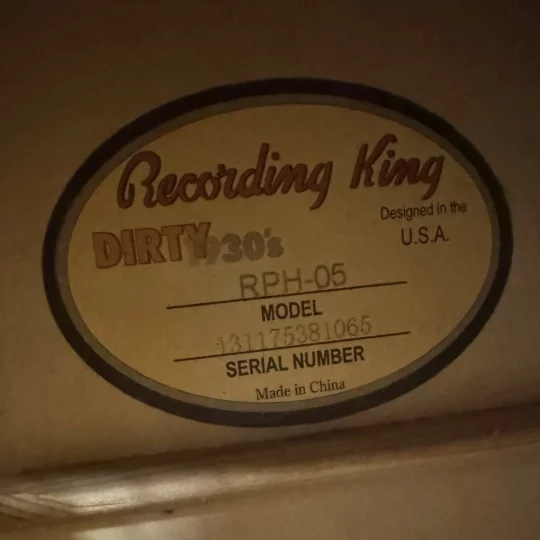 Recording King
Designed in the
U.S.A.
DIRTY 30's
RPH-05
MODEL
131175381065
SERIAL NUMBER
Made in China